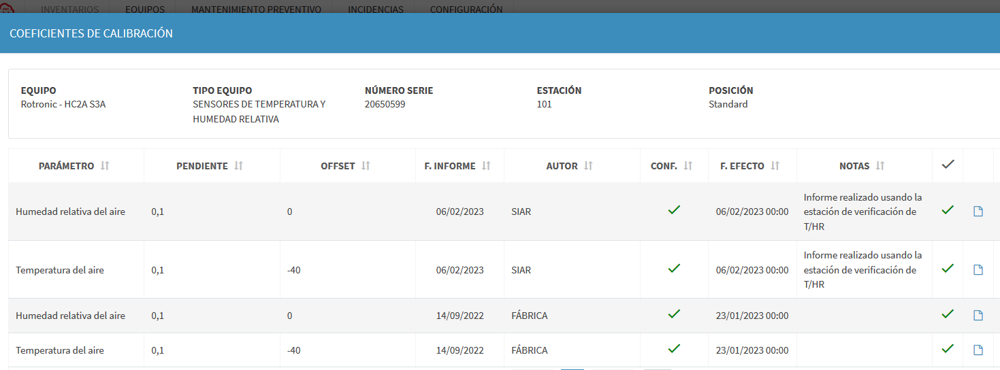 INVENTARIOS EQUIPOS MANTENIMIENTO PREVENTIVO INCIDENCIAS CONFIGURACIÓN
COEFICIENTES DE CALIBRACIÓN
EQUIPO TIPO EQUIPO NÚMERO SERIE ESTACIÓN POSICIÓN
Rotronic - HC2A S3A SENSORES DE TEMPERATURA Y 20650599 101 Standard
HUMEDAD RELATIVA
PARÁMETRO PENDIENTE OFFSET F. INFORME AUTOR CONF. F. EFECTO NOTAS
Informe realizado usando la
Humedad relativa del aire 0,1 0 06/02/2023 SIAR 06/02/2023 00:00 estación de verificación de
T/HR
Informe realizado usando la
Temperatura del aire 0,1 -40 06/02/2023 SIAR 06/02/2023 00:00 estación de verificación de
T/HR
Humedad relativa del aire 0,1 0 14/09/2022 FÁBRICA 23/01/2023 00:00
Temperatura del aire 0,1 -40 14/09/2022 FÁBRICA 23/01/2023 00:00